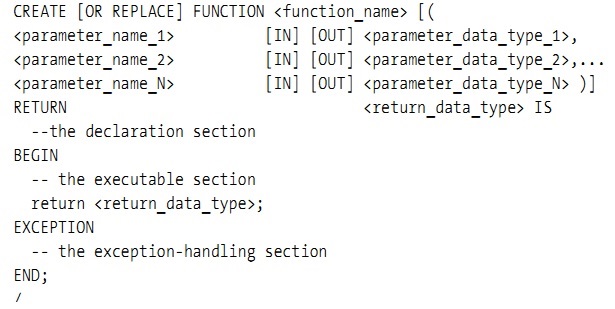 CREATE [OR REPLACE] FUNCTION <function_name> [(
<parameter_name_1> [IN] [OUT] <parameter_data_type_1>,
<parameter_name_2> [IN] [OUT] <parameter_data_type_2>,...
<parameter_name_N> [IN] [OUT] <parameter_data_type_N> )]
RETURN <return_data_type> IS
--the declaration section
BEGIN
-- the executable section
return <return_data_type>;
EXCEPTION
-- the exception-handling section
END;
/